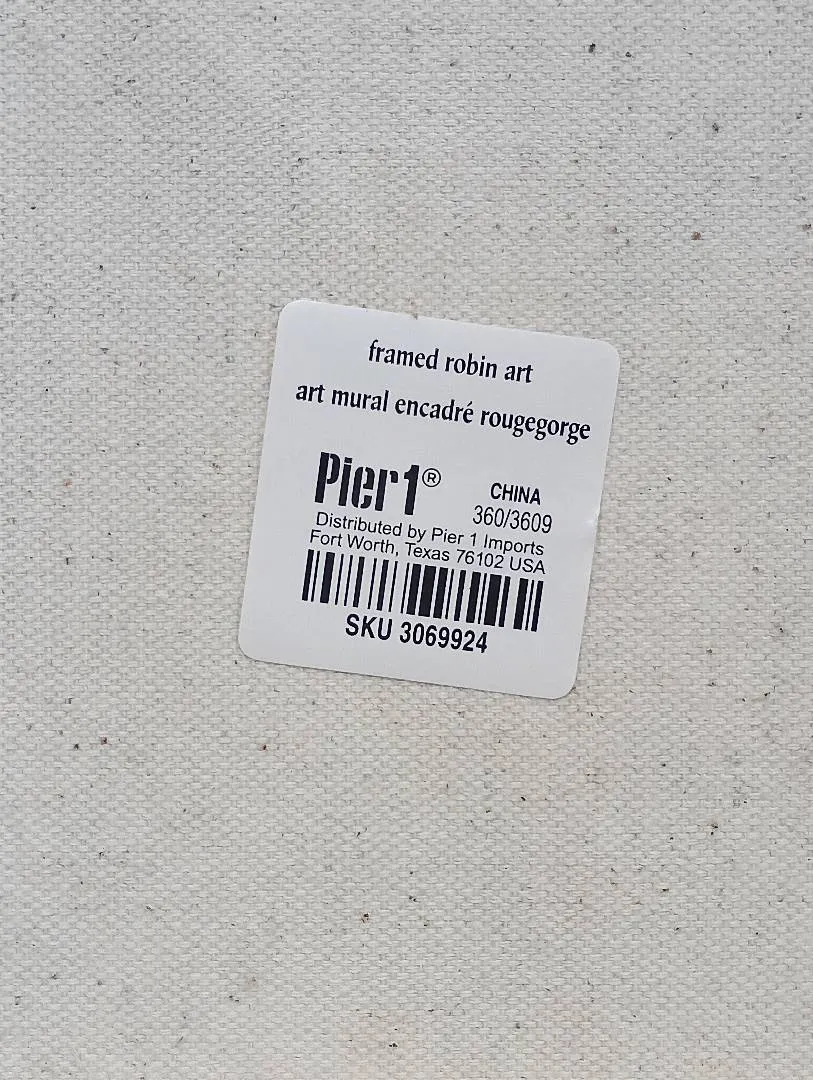 framed robin art
art mural encadré rougegorge
Pier1®
CHINA
360/3609
Distributed by Pier 1 Imports
Fort Worth, Texas 76102 USA
SKU 3069924